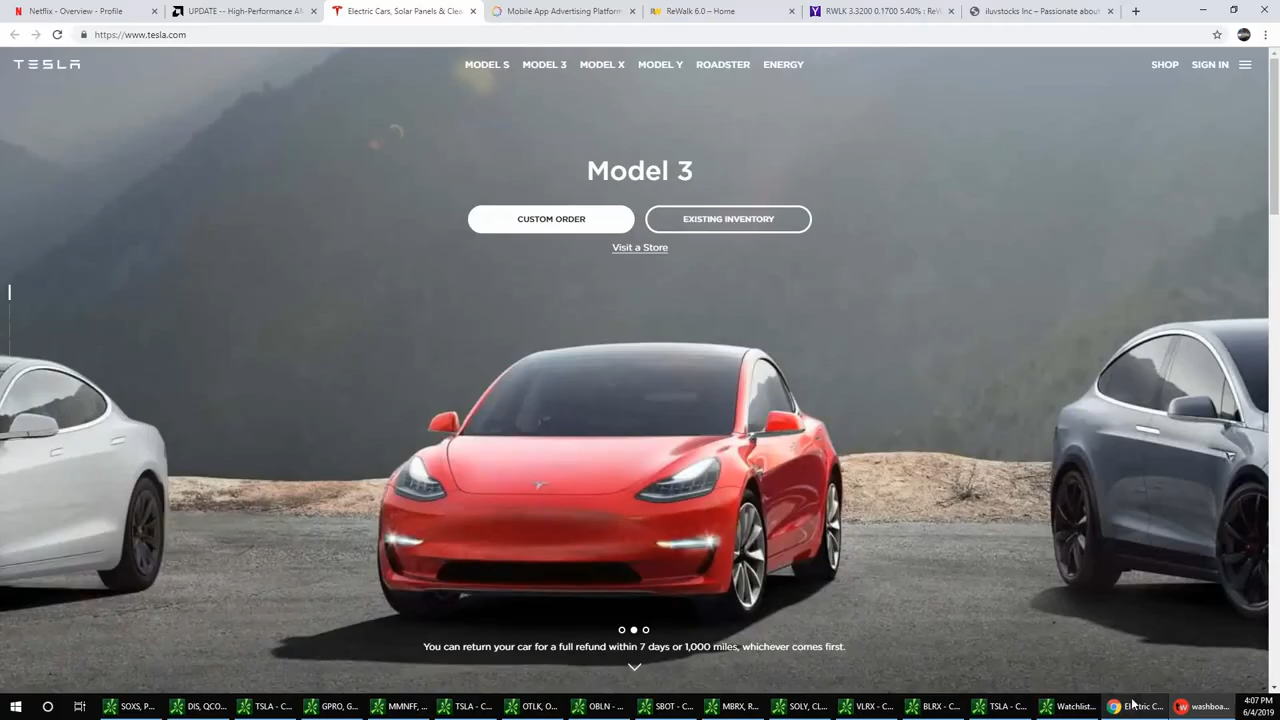 Netflix - Overview - Profile
UPDATE -- High-Performance A
Electric Cars, Solar Panels & Clea
Mobile App Advertising Platform
ReWalk 6.0 – Home
RWLK 3.3200 0.1700 5.40% : ReW
iluvstocks Inc – Passionate about
https://www.tesla.com
TESLA
MODEL S
MODEL 3
MODEL X
MODEL Y
ROADSTER
ENERGY
SHOP
SIGN IN
Model 3
CUSTOM ORDER
EXISTING INVENTORY
Visit a Store
You can return your car for a full refund within 7 days or 1,000 miles, whichever comes first.
SOXS, P...
DIS, QCO...
TSLA - C...
GPRO, G...
MMNFF, ...
TSLA - C...
OTLK, O...
OBLN - ...
SBOT - C...
MBRX, R...
SOLY, CL...
VLRX - C...
BLRX - C...
TSLA - C...
Watchlist...
Electric C...
washboa...
4:07 PM
6/4/2019